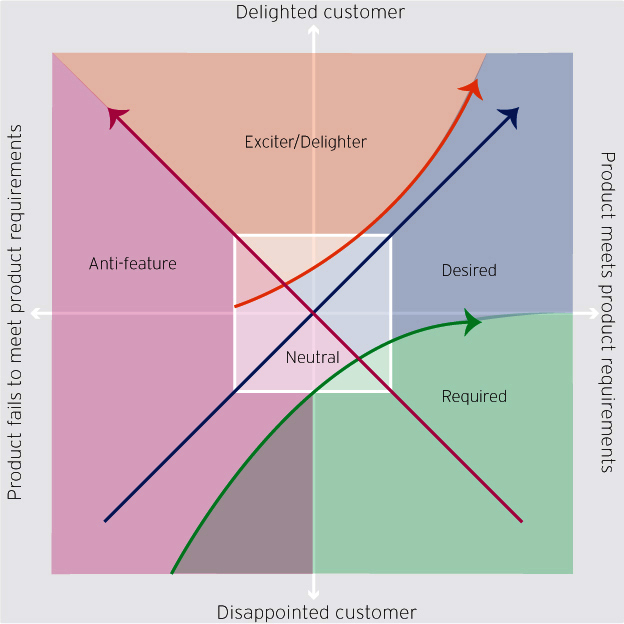 Delighted customer
Exciter/Delighter
Product fails to meet product requirements
Anti-feature
Desired
Product meets product requirements
Neutral
Required
Disappointed customer